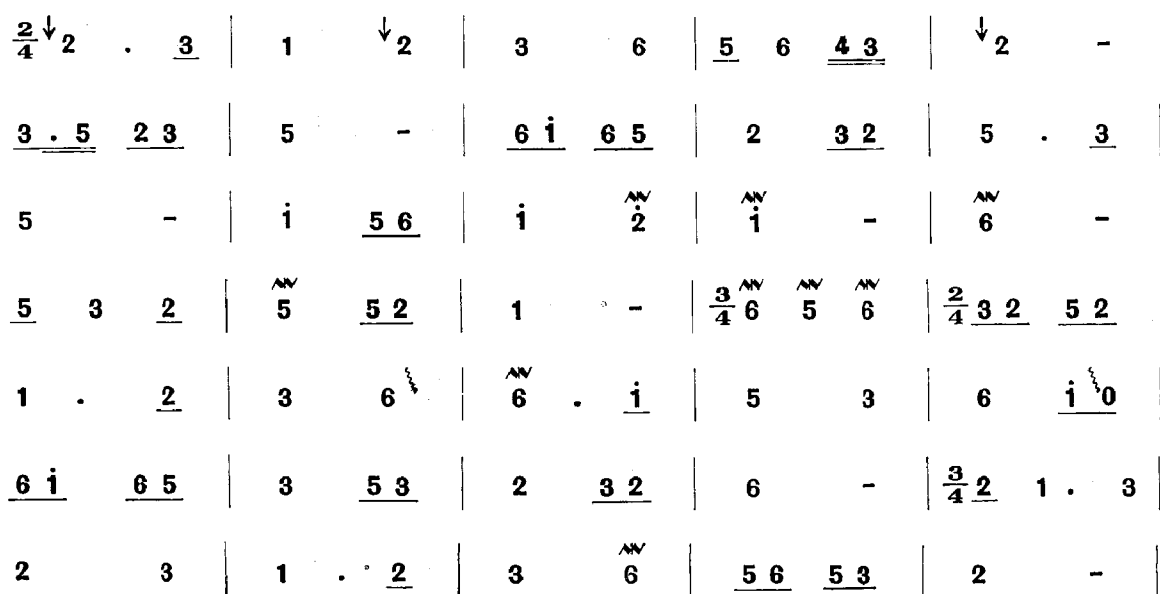 2/4 2 . 3 | 1 2 | 3 6 | 5 6 4 3 | 2 - |
3 . 5 2 3 | 5 - | 6 i 6 5 | 2 3 2 | 5 . 3 |
5 - | i 5 6 | i 2̇ | i - | 6 - |
5 3 2 | 5 5 2 | 1 - | 3/4 6 5 6 | 2/4 3 2 5 2 |
1 . 2 | 3 6 | 6 . i | 5 3 | 6 i 0 |
6 i 6 5 | 3 5 3 | 2 3 2 | 6 - | 3/4 2 1 . 3 |
2 3 | 1 . 2 | 3 6 | 5 6 5 3 | 2 - |